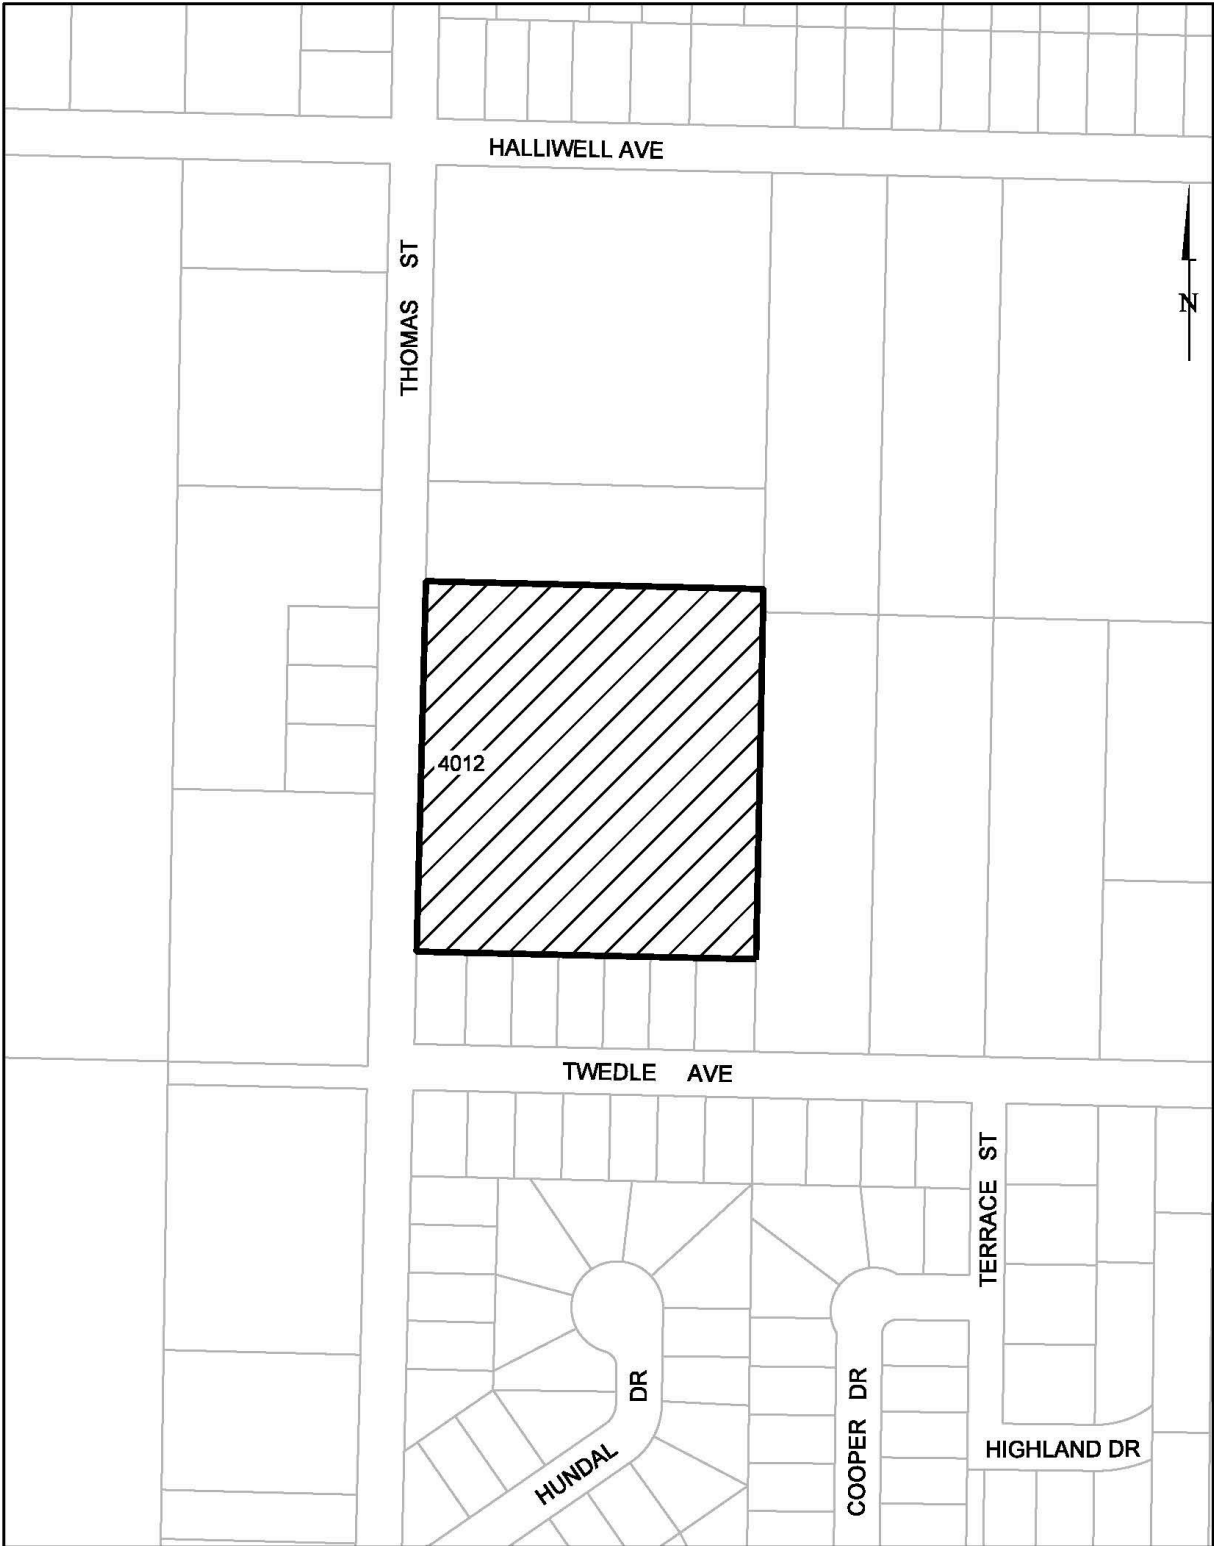 HALLIWELL AVE
THOMAS ST
N
4012
TWEDLE AVE
TERRACE ST
HUNDAL DR
COOPER DR
HIGHLAND DR